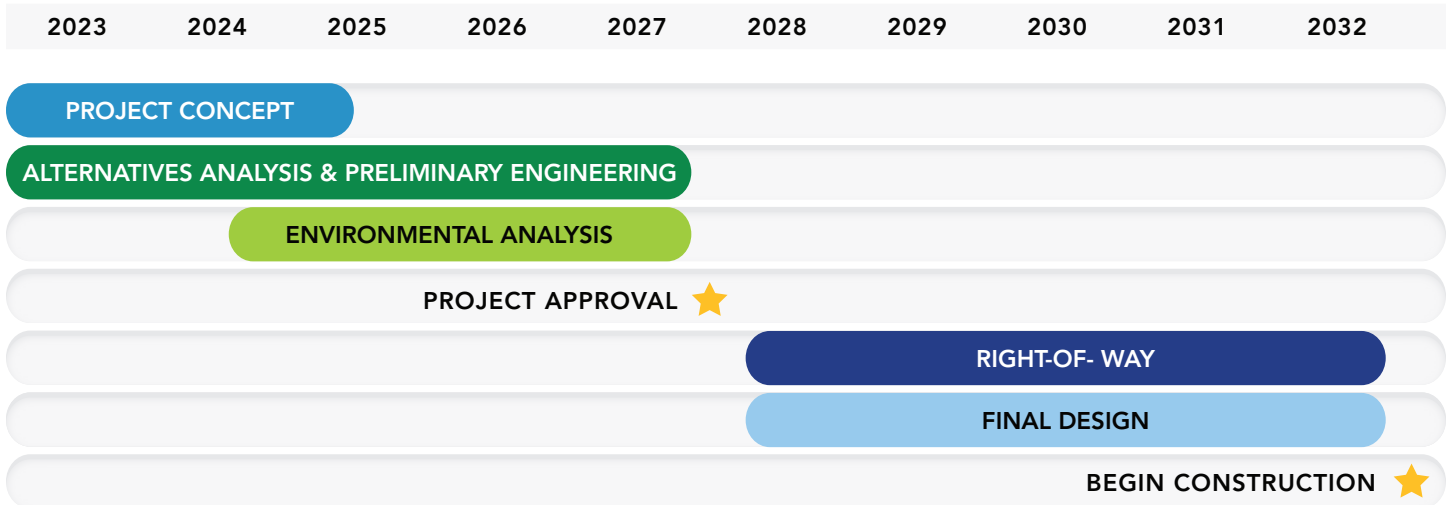 2023 2024 2025 2026 2027 2028 2029 2030 2031 2032
PROJECT CONCEPT
ALTERNATIVES ANALYSIS & PRELIMINARY ENGINEERING
ENVIRONMENTAL ANALYSIS
PROJECT APPROVAL
RIGHT-OF- WAY
FINAL DESIGN
BEGIN CONSTRUCTION